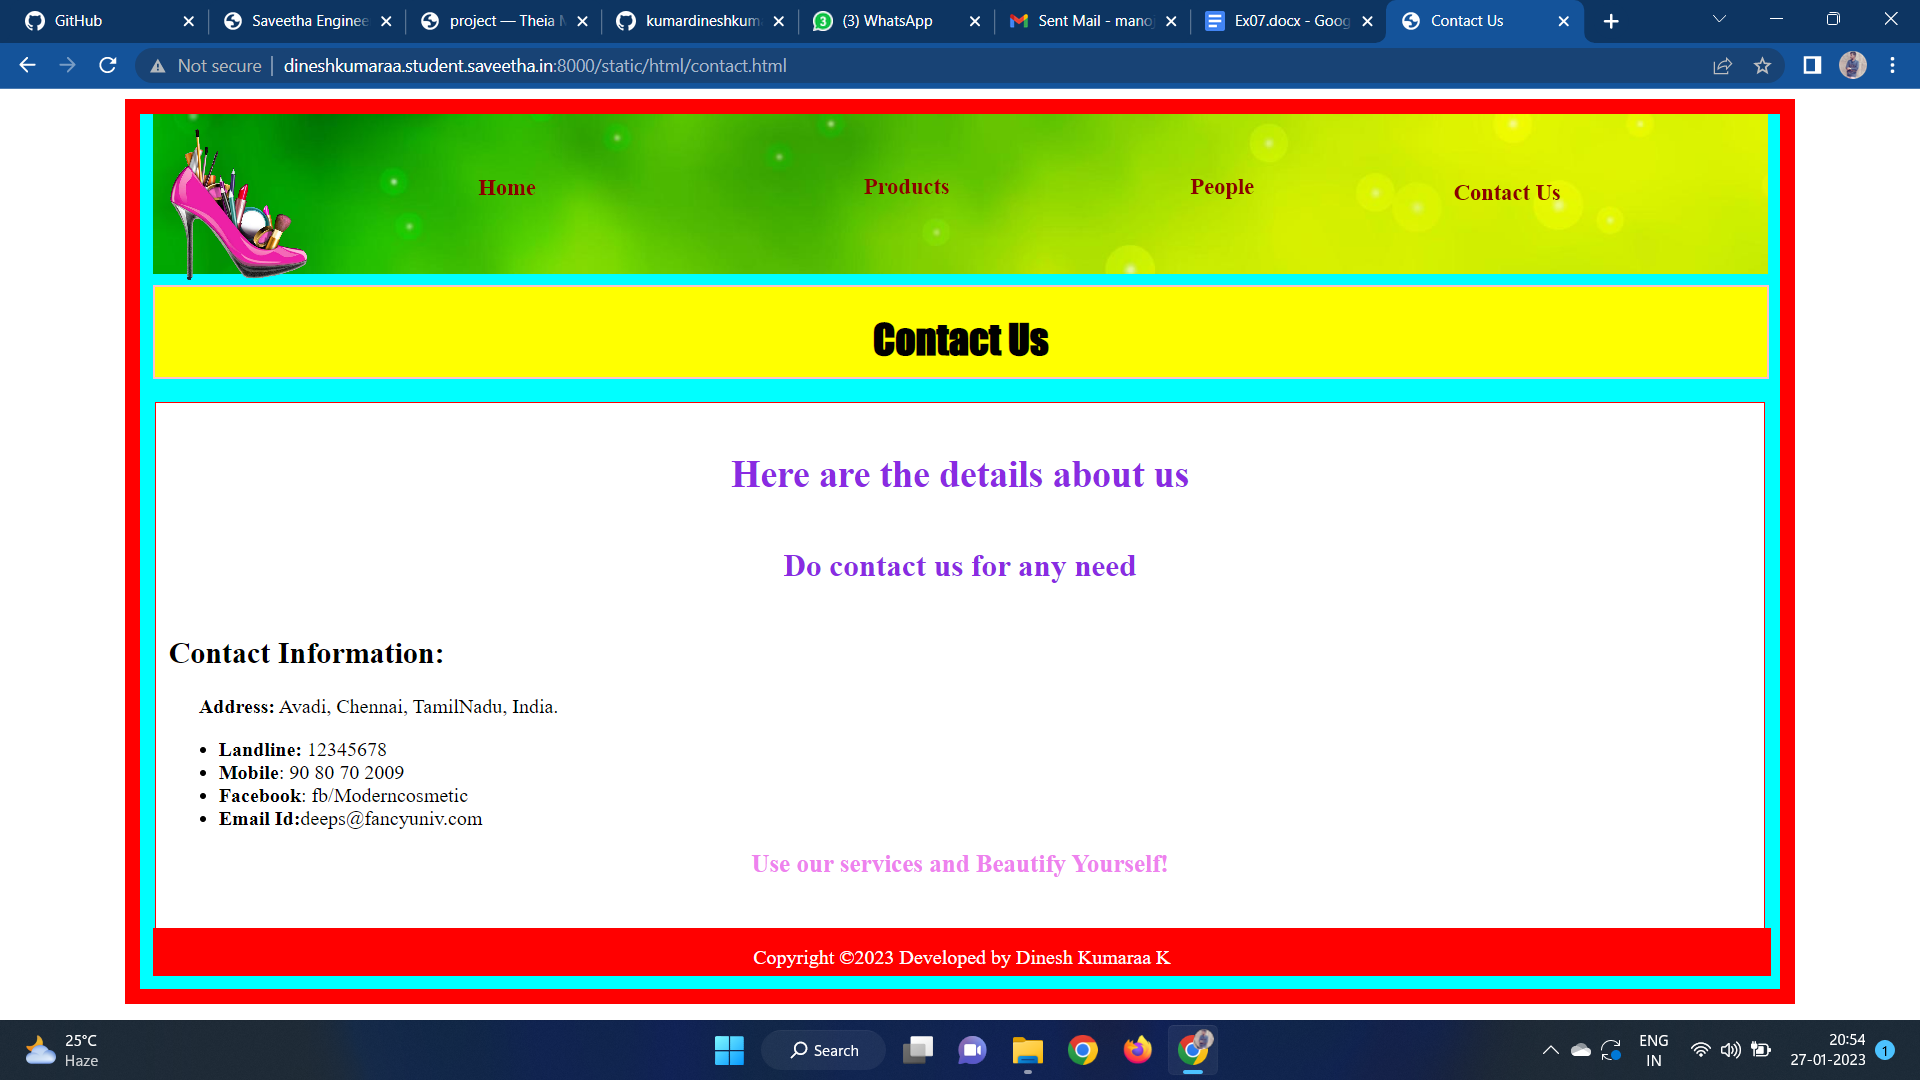 GitHub
Saveetha Enginee
project — Theia
kumardineshkum
(3) WhatsApp
Sent Mail - mano
Ex07.docx - Goog
Contact Us
Not secure
dineshkumaraa.student.saveetha.in:8000/static/html/contact.html
Home
Products
People
Contact Us
Contact Us
Here are the details about us
Do contact us for any need
Contact Information:
Address: Avadi, Chennai, TamilNadu, India.
Landline: 12345678
Mobile: 90 80 70 2009
Facebook: fb/Moderncosmetic
Email Id:deeps@fancyuniv.com
Use our services and Beautify Yourself!
Copyright ©2023 Developed by Dinesh Kumaraa K
25°C
Haze
Search
ENG
IN
20:54
27-01-2023
1